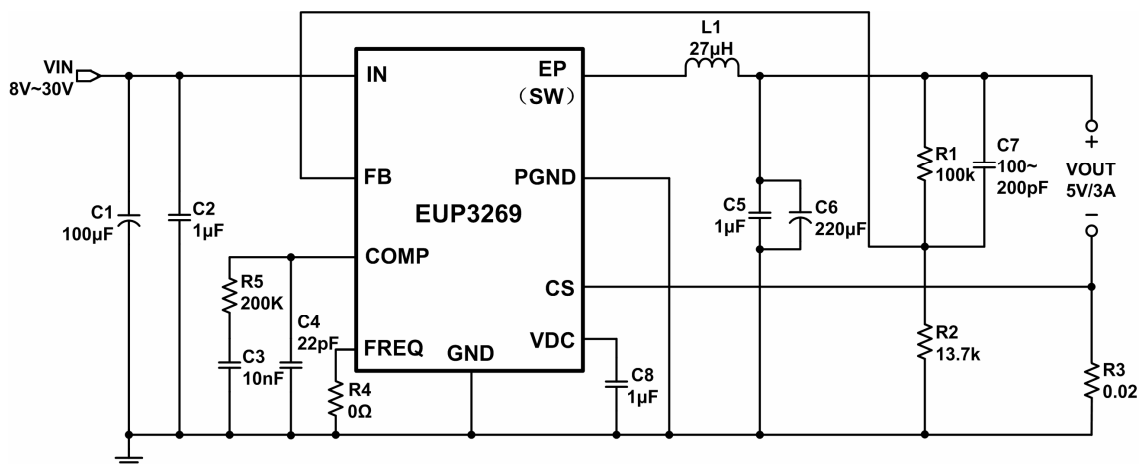 VIN
8V~30V
C1
100µF
C2
1µF
R5
200K
C3
10nF
C4
22pF
R4
0Ω
IN
FB
COMP
FREQ
GND
EUP3269
EP
(SW)
PGND
CS
VDC
L1
27µH
C8
1µF
C5
1µF
C6
220µF
R1
100k
C7
100~
200pF
R2
13.7k
+
VOUT
5V/3A
−
R3
0.02